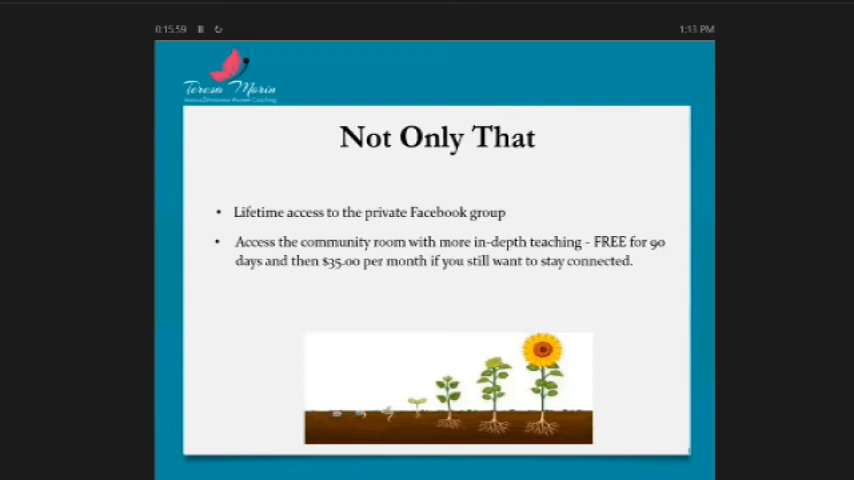 0:15:59
1:13 PM
Teresa Morin
Not Only That
• Lifetime access to the private Facebook group
• Access the community room with more in-depth teaching - FREE for 90
days and then $35.00 per month if you still want to stay connected.